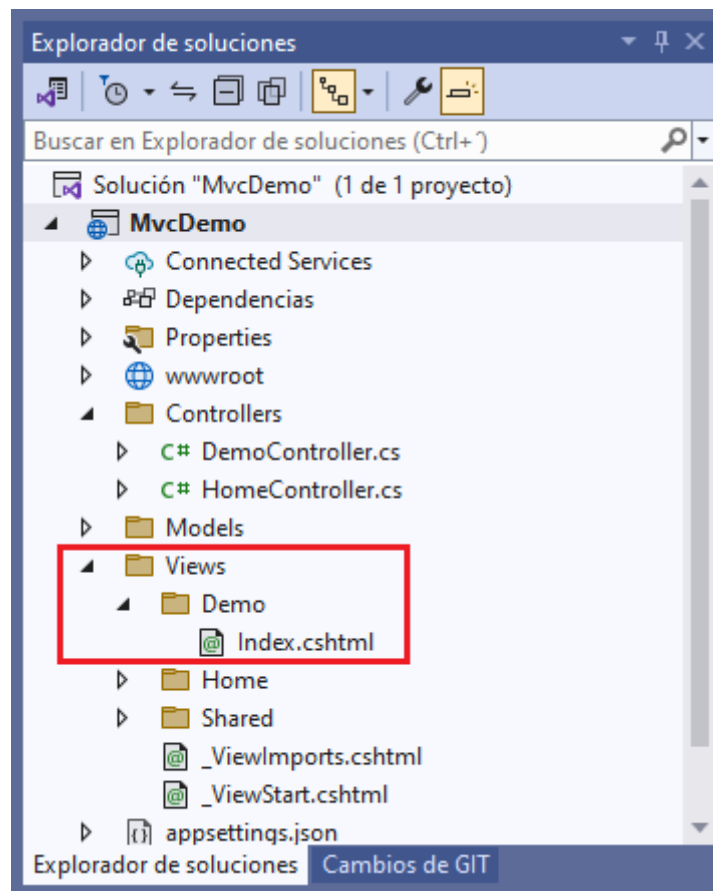 Explorador de soluciones
Buscar en Explorador de soluciones (Ctrl+´)
Solución "MvcDemo" (1 de 1 proyecto)
MvcDemo
Connected Services
Dependencias
Properties
wwwroot
Controllers
C# DemoController.cs
C# HomeController.cs
Models
Views
Demo
Index.cshtml
Home
Shared
_ViewImports.cshtml
_ViewStart.cshtml
appsettings.json
Explorador de soluciones Cambios de GIT